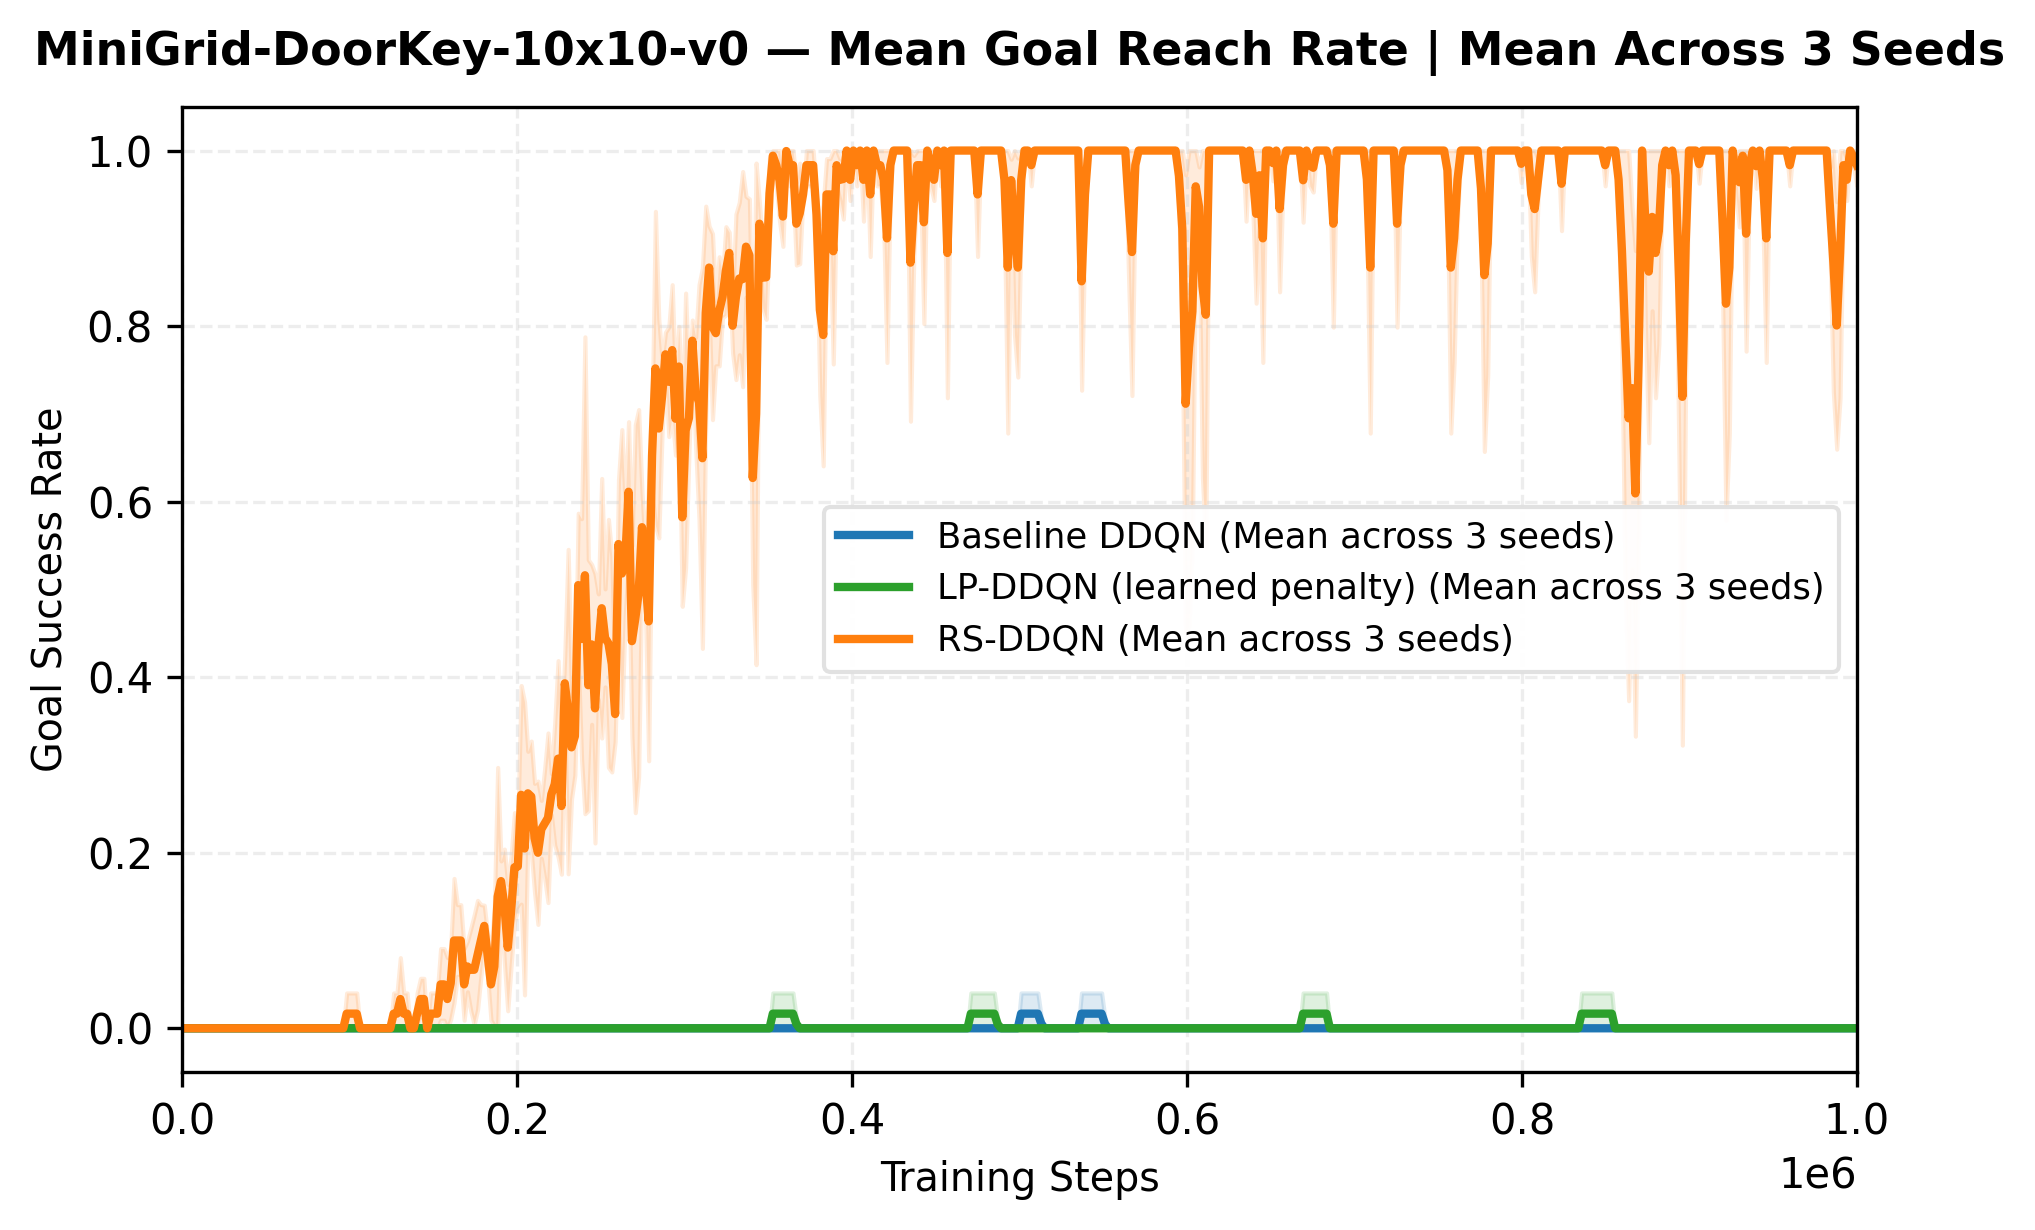 MiniGrid-DoorKey-10x10-v0 — Mean Goal Reach Rate | Mean Across 3 Seeds
Goal Success Rate
1.0
0.8
0.6
0.4
0.2
0.0
Baseline DDQN (Mean across 3 seeds)
LP-DDQN (learned penalty) (Mean across 3 seeds)
RS-DDQN (Mean across 3 seeds)
0.0 0.2 0.4 0.6 0.8 1.0
Training Steps
1e6